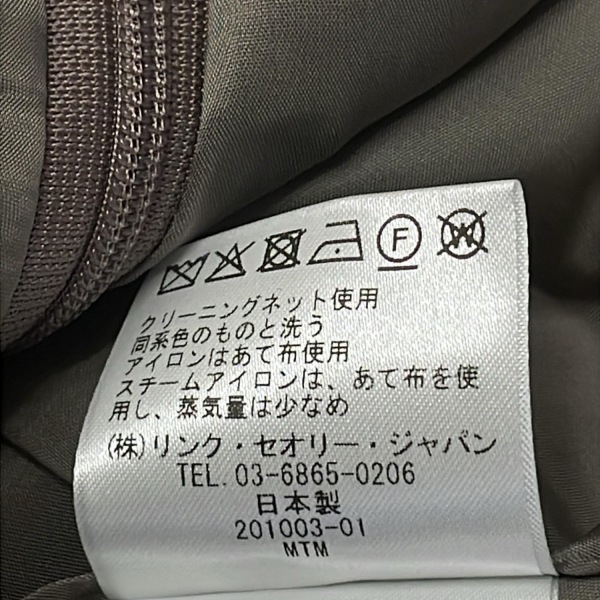 F W
クリーニングネット使用
同系色のものと洗う
アイロンはあて布使用
スチームアイロンは、あて布を使
用し、蒸気量は少なめ
(株)リンク・セオリー・ジャパン
TEL.03-6865-0206
日本製
201003-01
MTM